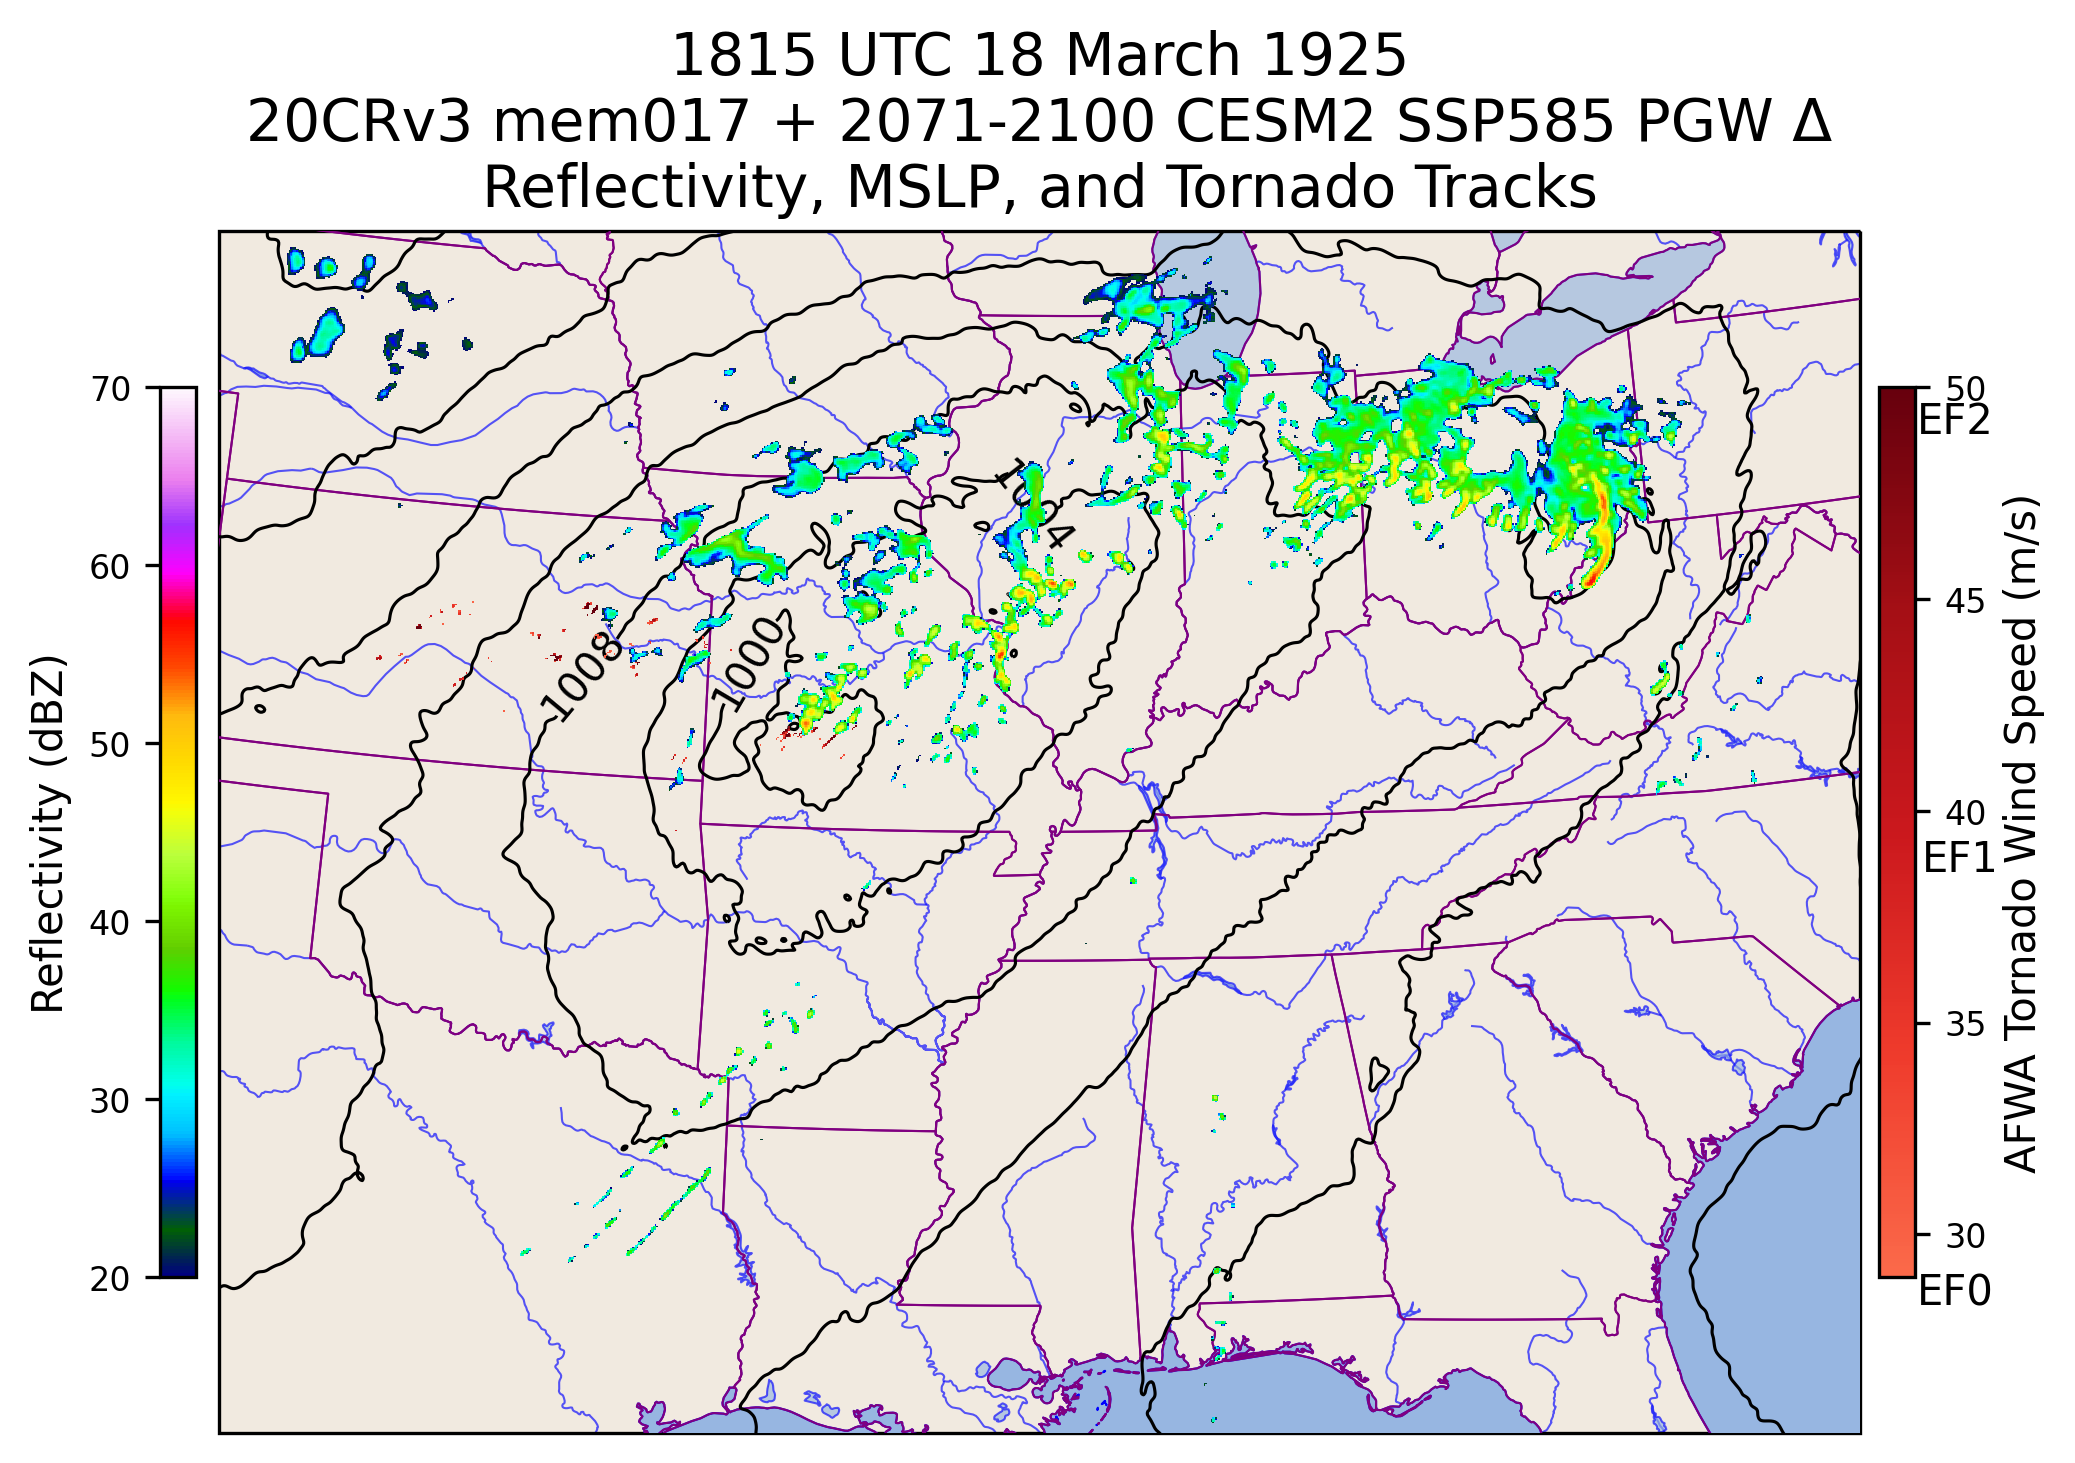 1815 UTC 18 March 1925
20CRv3 mem017 + 2071-2100 CESM2 SSP585 PGW Δ
Reflectivity, MSLP, and Tornado Tracks
70
60
50
40
30
20
Reflectivity (dBZ)
1004
1008
1000
50
EF2
45
40
EF1
35
30
EF0
AFWA Tornado Wind Speed (m/s)